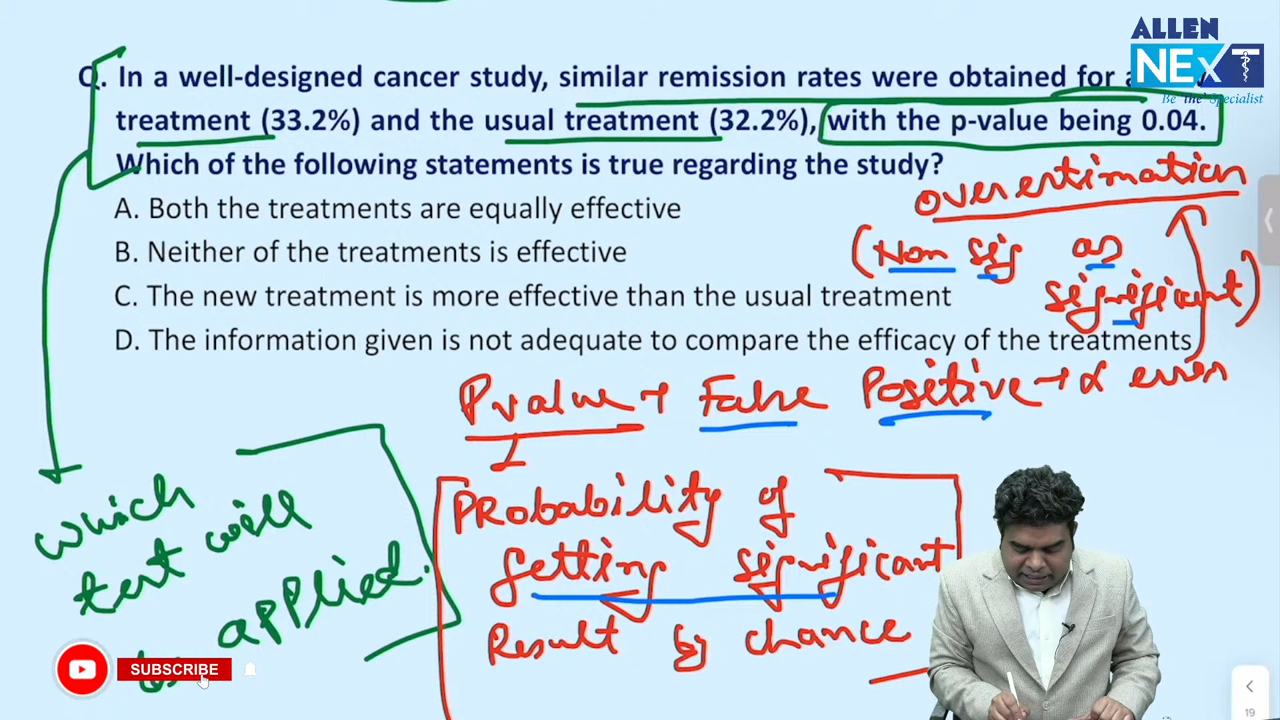 ALLEN
NEXT
Be the Specialist
Q. In a well-designed cancer study, similar remission rates were obtained for a
treatment (33.2%) and the usual treatment (32.2%), with the p-value being 0.04.
Which of the following statements is true regarding the study?
A. Both the treatments are equally effective
B. Neither of the treatments is effective
C. The new treatment is more effective than the usual treatment
D. The information given is not adequate to compare the efficacy of the treatments
overertimation
(Non sig as
significant)
Pvalue → False Positive → α error
PRobability of
getting significant
Result by chance
which
test will
be applied.
SUBSCRIBE
19